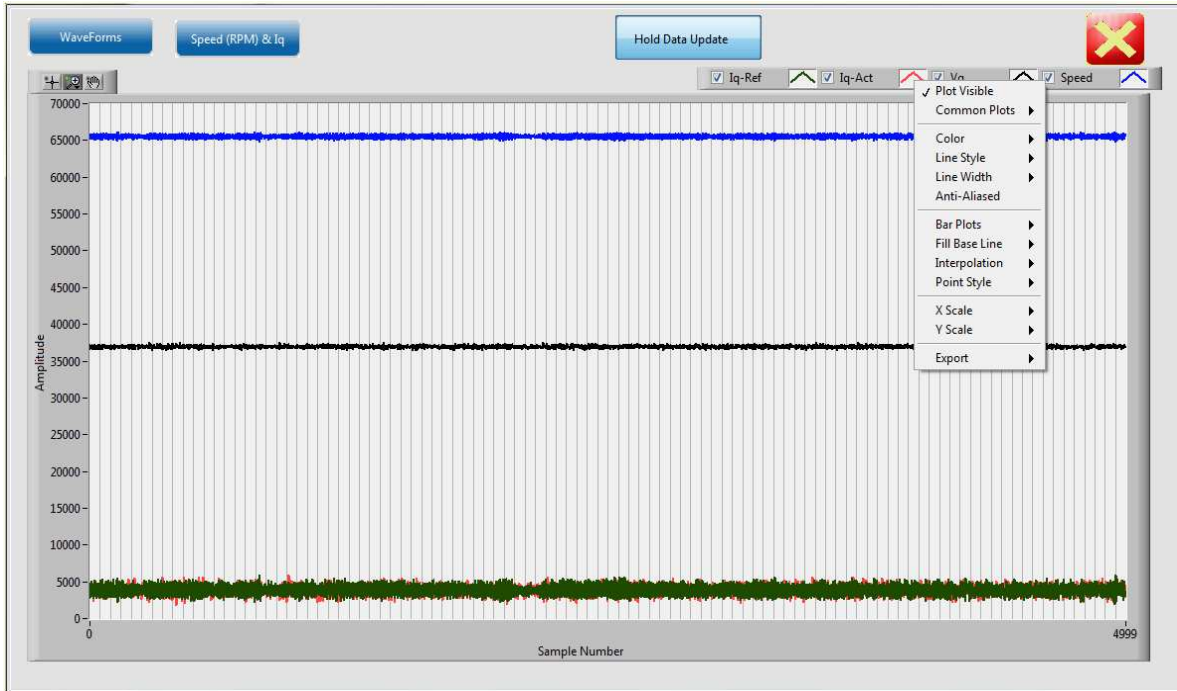 WaveForms
Speed (RPM) & Iq
Hold Data Update
Iq-Ref
Iq-Act
Vq
Speed
Plot Visible
Common Plots
Color
Line Style
Line Width
Anti-Aliased
Bar Plots
Fill Base Line
Interpolation
Point Style
X Scale
Y Scale
Export
70000
65000
60000
55000
50000
45000
40000
35000
30000
25000
20000
15000
10000
5000
0
Amplitude
0
4999
Sample Number